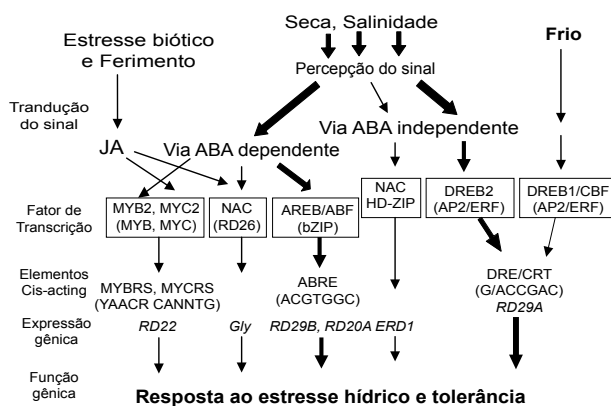 Seca, Salinidade
Estresse biótico
e Ferimento
Frio
Percepção do sinal
Trandução
do sinal
JA
Via ABA dependente
Via ABA independente
Fator de
Transcrição
MYB2, MYC2
(MYB, MYC)
NAC
(RD26)
AREB/ABF
(bZIP)
NAC
HD-ZIP
DREB2
(AP2/ERF)
DREB1/CBF
(AP2/ERF)
Elementos
Cis-acting
MYBRS, MYCRS
(YAACR CANNTG)
ABRE
(ACGTGGC)
DRE/CRT
(G/ACCGAC)
RD29A
Expressão
gênica
RD22
Gly
RD29B, RD20A ERD1
Função
gênica
Resposta ao estresse hídrico e tolerância